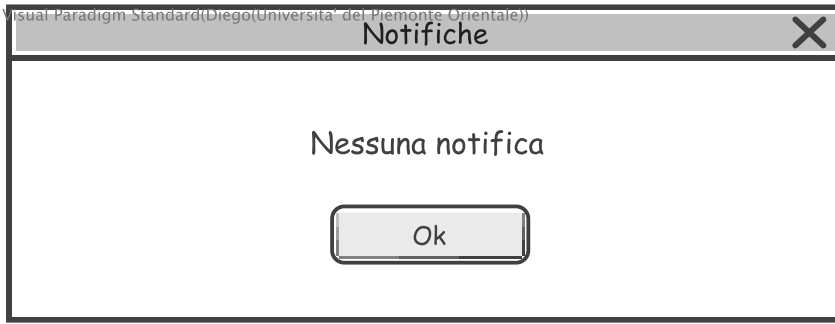 Visual Paradigm Standard(Diego(Universita' del Piemonte Orientale))
Notifiche
Nessuna notifica
Ok